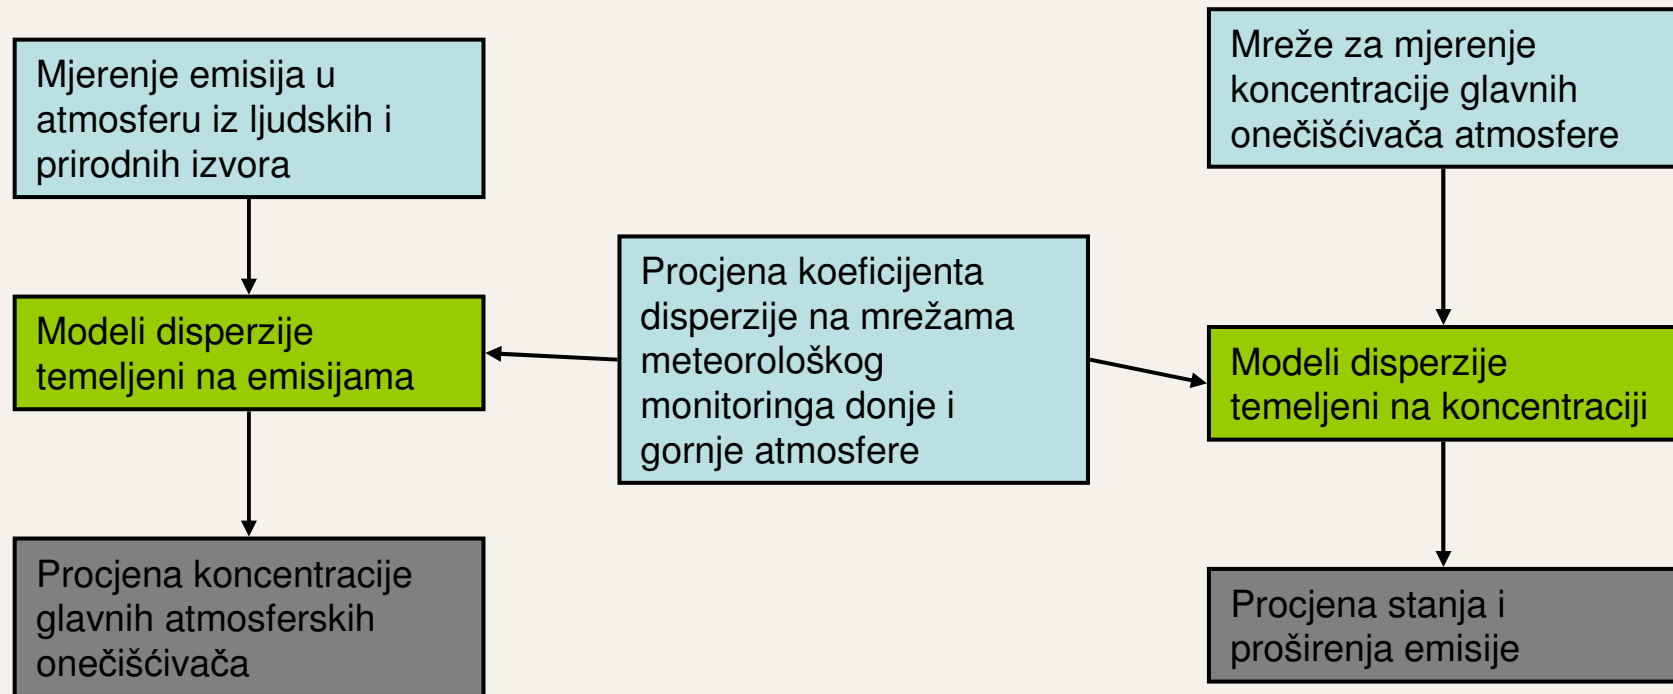 Mjerenje emisija u
atmosferu iz ljudskih i
prirodnih izvora
Modeli disperzije
temeljeni na emisijama
Procjena koncentracije
glavnih atmosferskih
onečišćivača
Procjena koeficijenta
disperzije na mrežama
meteorološkog
monitoringa donje i
gornje atmosfere
Mreže za mjerenje
koncentracije glavnih
onečišćivača atmosfere
Modeli disperzije
temeljeni na koncentraciji
Procjena stanja i
proširenja emisije